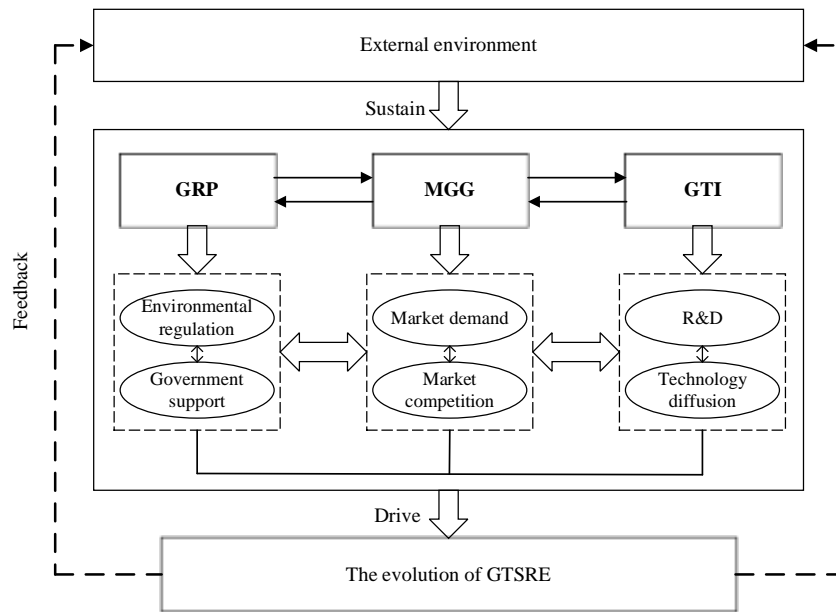 External environment
Sustain
GRP
MGG
GTI
Feedback
Environmental
regulation
Market demand
R&D
Government
support
Market
competition
Technology
diffusion
Drive
The evolution of GTSRE